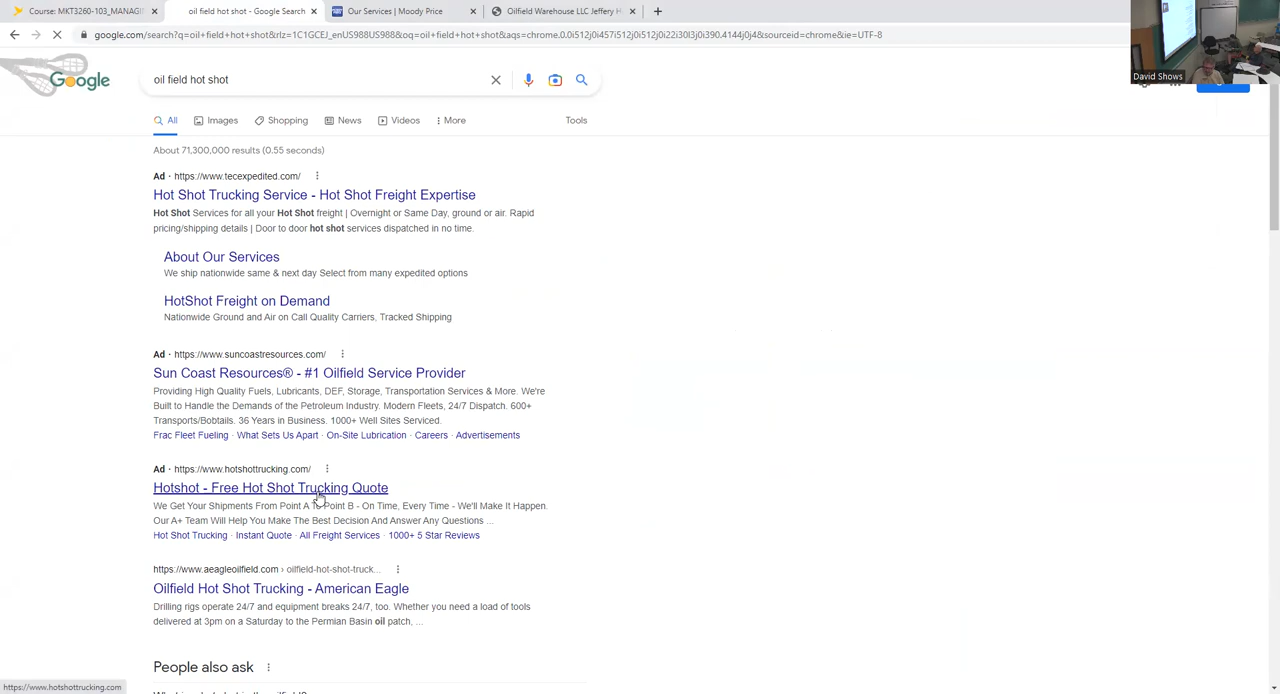 Course: MKT3260-103_MANAGI
oil field hot shot - Google Search
Our Services | Moody Price
Oilfield Warehouse LLC Jeffery H
google.com/search?q=oil+field+hot+shot&rlz=1C1GCEJ_enUS988US988&oq=oil+field+hot+shot&aqs=chrome.0.0i512j0i457i512j0i512j0i22i30l3j0i390.4144j0j4&sourceid=chrome&ie=UTF-8
David Shows
Google
oil field hot shot
All Images Shopping News Videos More Tools
About 71,300,000 results (0.55 seconds)
Ad · https://www.tecexpedited.com/
Hot Shot Trucking Service - Hot Shot Freight Expertise
Hot Shot Services for all your Hot Shot freight | Overnight or Same Day, ground or air. Rapid
pricing/shipping details | Door to door hot shot services dispatched in no time.
About Our Services
We ship nationwide same & next day Select from many expedited options
HotShot Freight on Demand
Nationwide Ground and Air on Call Quality Carriers, Tracked Shipping
Ad · https://www.suncoastresources.com/
Sun Coast Resources® - #1 Oilfield Service Provider
Providing High Quality Fuels, Lubricants, DEF, Storage, Transportation Services & More. We're
Built to Handle the Demands of the Petroleum Industry. Modern Fleets, 24/7 Dispatch. 600+
Transports/Bobtails. 36 Years in Business. 1000+ Well Sites Serviced.
Frac Fleet Fueling · What Sets Us Apart · On-Site Lubrication · Careers · Advertisements
Ad · https://www.hotshottrucking.com/
Hotshot - Free Hot Shot Trucking Quote
We Get Your Shipments From Point A To Point B - On Time, Every Time - We'll Make It Happen.
Our A+ Team Will Help You Make The Best Decision And Answer Any Questions ...
Hot Shot Trucking · Instant Quote · All Freight Services · 1000+ 5 Star Reviews
https://www.aeagleoilfield.com › oilfield-hot-shot-truck...
Oilfield Hot Shot Trucking - American Eagle
Drilling rigs operate 24/7 and equipment breaks 24/7, too. Whether you need a load of tools
delivered at 3pm on a Saturday to the Permian Basin oil patch, ...
People also ask
https://www.hotshottrucking.com